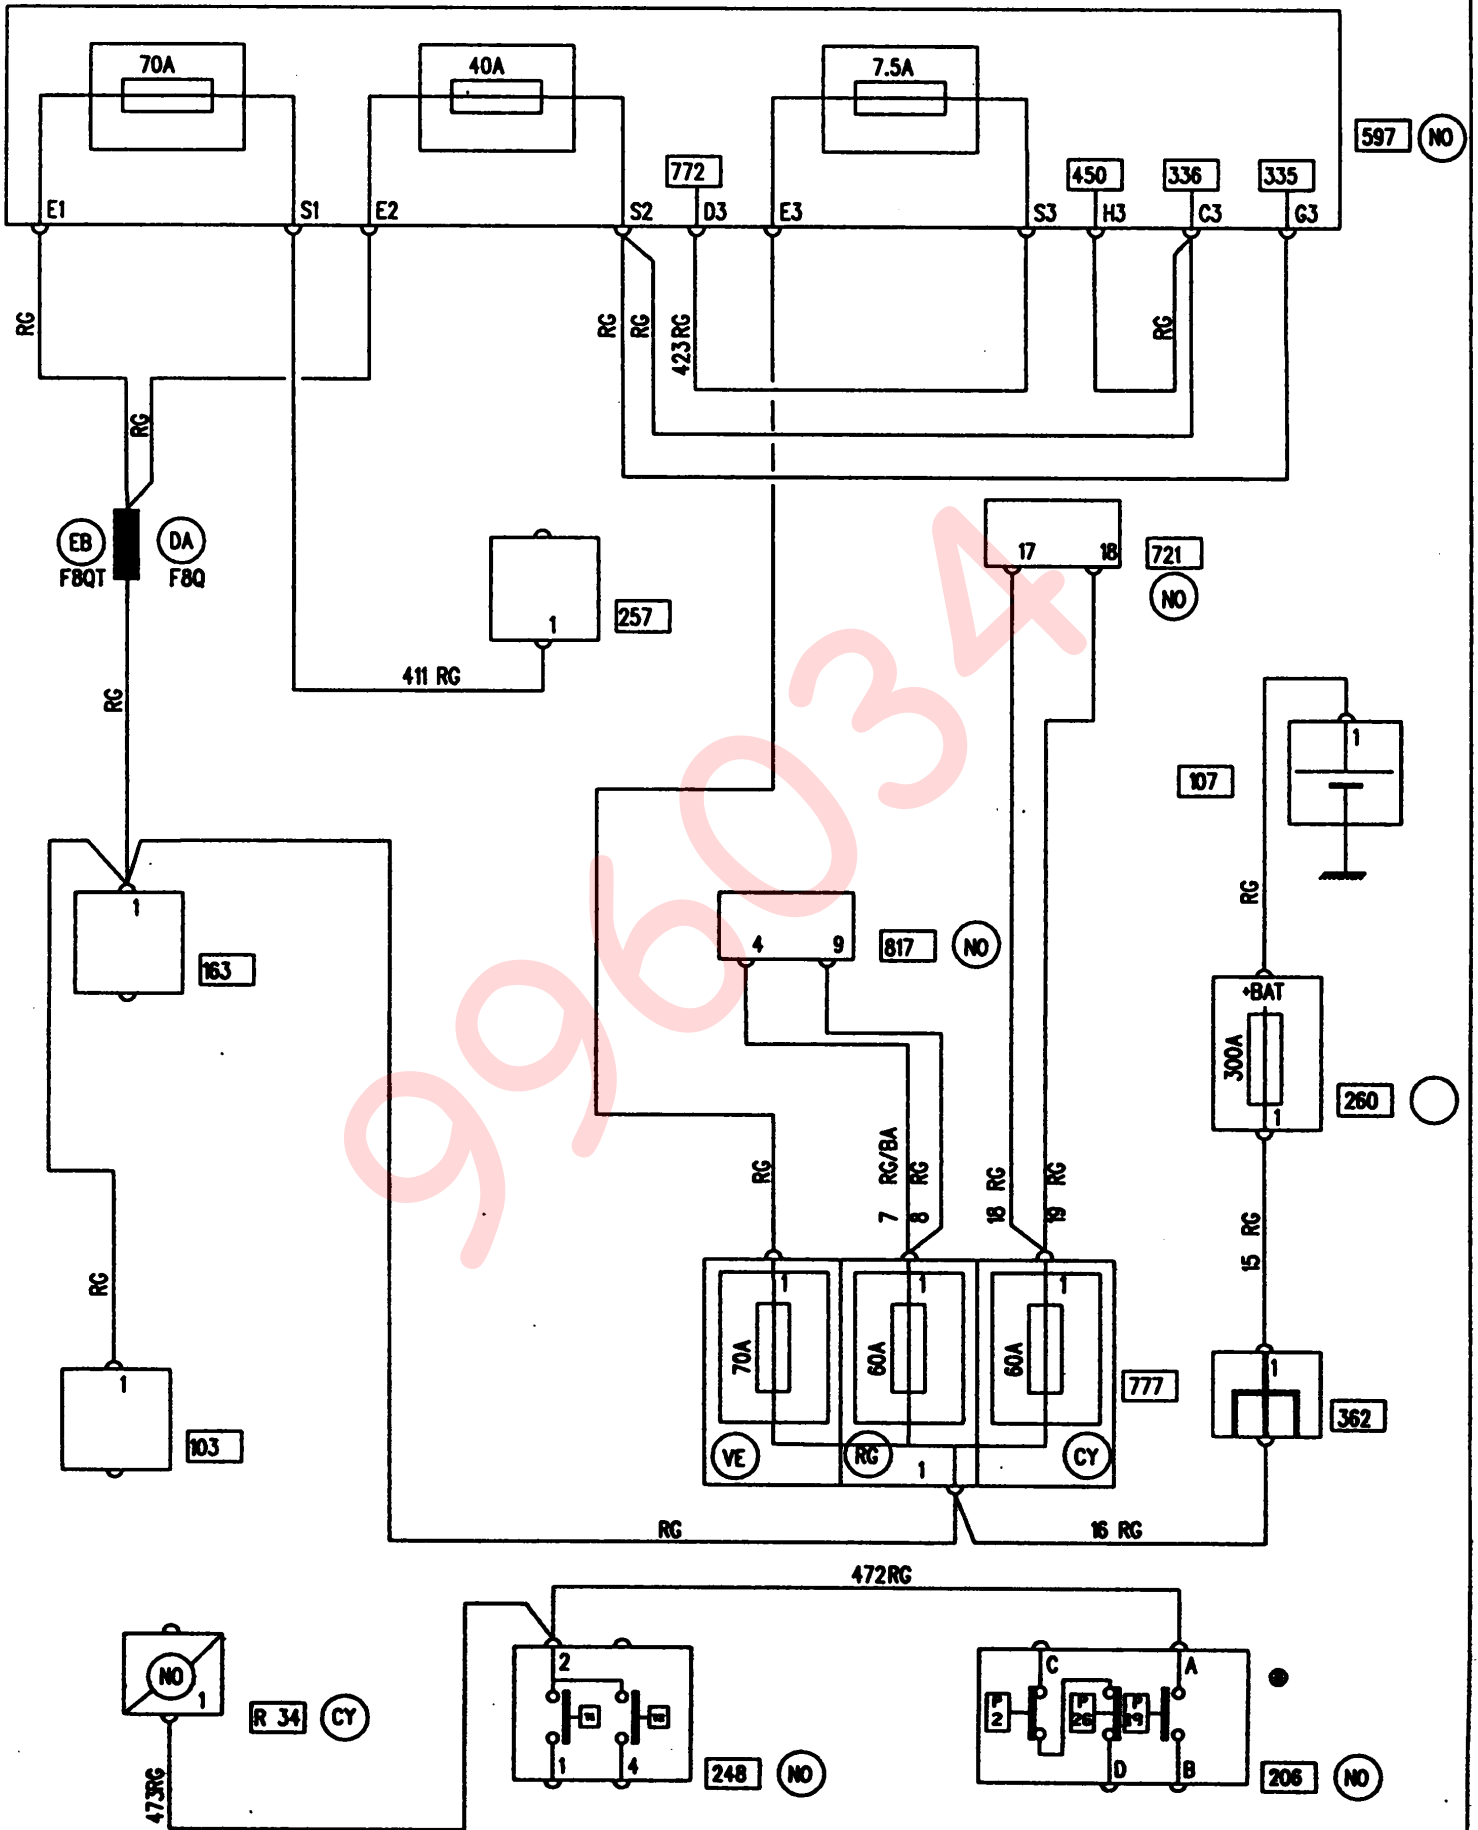 70A
40A
7.5A
597 NO
772
450
336
335
E1
S1
E2
S2
D3
E3
S3
H3
C3
G3
RG
RG
RG
423 RG
RG
RG
EB
DA
F8QT
F8Q
17
18
721
NO
257
1
411 RG
RG
996034
1
107
RG
4
9
817 NO
1
163
+BAT
300A
1
260
RG
7 RG/BA
8 RG
18 RG
19 RG
15 RG
RG
1
1
1
70A
60A
60A
777
1
362
1
103
VE
RG
1
CY
RG
16 RG
472RG
NO
1
R 34 CY
473RG
2
1
4
248 NO
C
A
P
2
P
26
P
D
B
206 NO